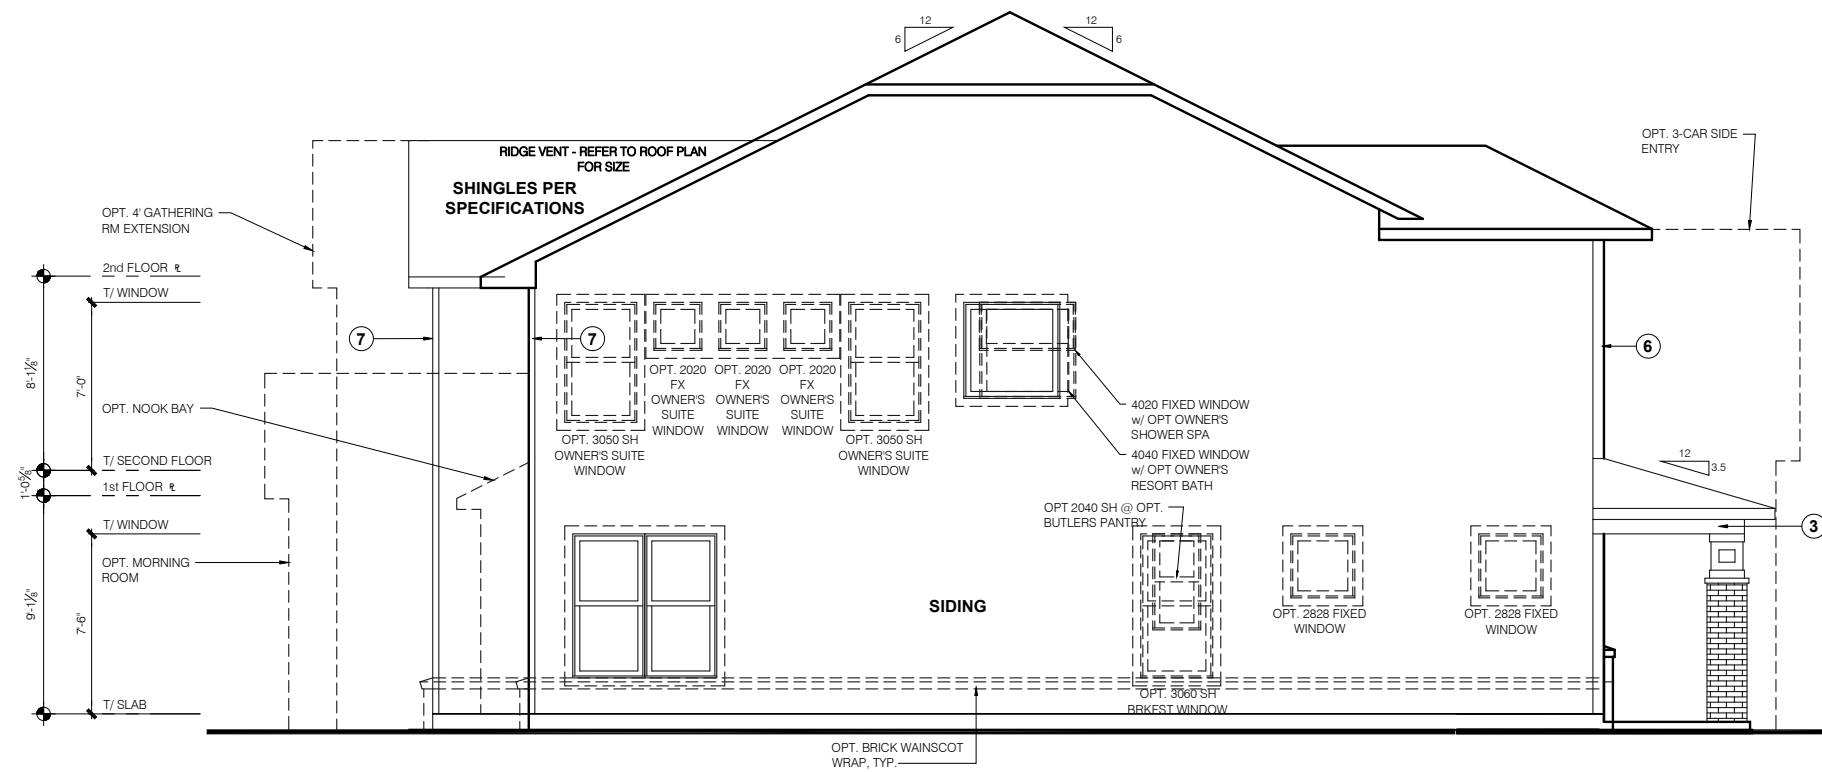 12
6
12
6
RIDGE VENT - REFER TO ROOF PLAN
FOR SIZE
SHINGLES PER
SPECIFICATIONS
OPT. 3-CAR SIDE
ENTRY
OPT. 4' GATHERING
RM EXTENSION
2nd FLOOR ℄
T/ WINDOW
8'-1⅛"
7'-0"
7
7
6
OPT. 2020
FX
OWNER'S
SUITE
WINDOW
OPT. 2020
FX
OWNER'S
SUITE
WINDOW
OPT. 2020
FX
OWNER'S
SUITE
WINDOW
OPT. 3050 SH
OWNER'S SUITE
WINDOW
OPT. 3050 SH
OWNER'S SUITE
WINDOW
4020 FIXED WINDOW
w/ OPT OWNER'S
SHOWER SPA
4040 FIXED WINDOW
w/ OPT OWNER'S
RESORT BATH
OPT. NOOK BAY
T/ SECOND FLOOR
1'-0⅝"
1st FLOOR ℄
12
3.5
T/ WINDOW
OPT 2040 SH @ OPT.
BUTLERS PANTRY
3
OPT. MORNING
ROOM
9'-1⅛"
7'-6"
SIDING
OPT. 2828 FIXED
WINDOW
OPT. 2828 FIXED
WINDOW
OPT. 3060 SH
BRKFST WINDOW
T/ SLAB
OPT. BRICK WAINSCOT
WRAP, TYP.